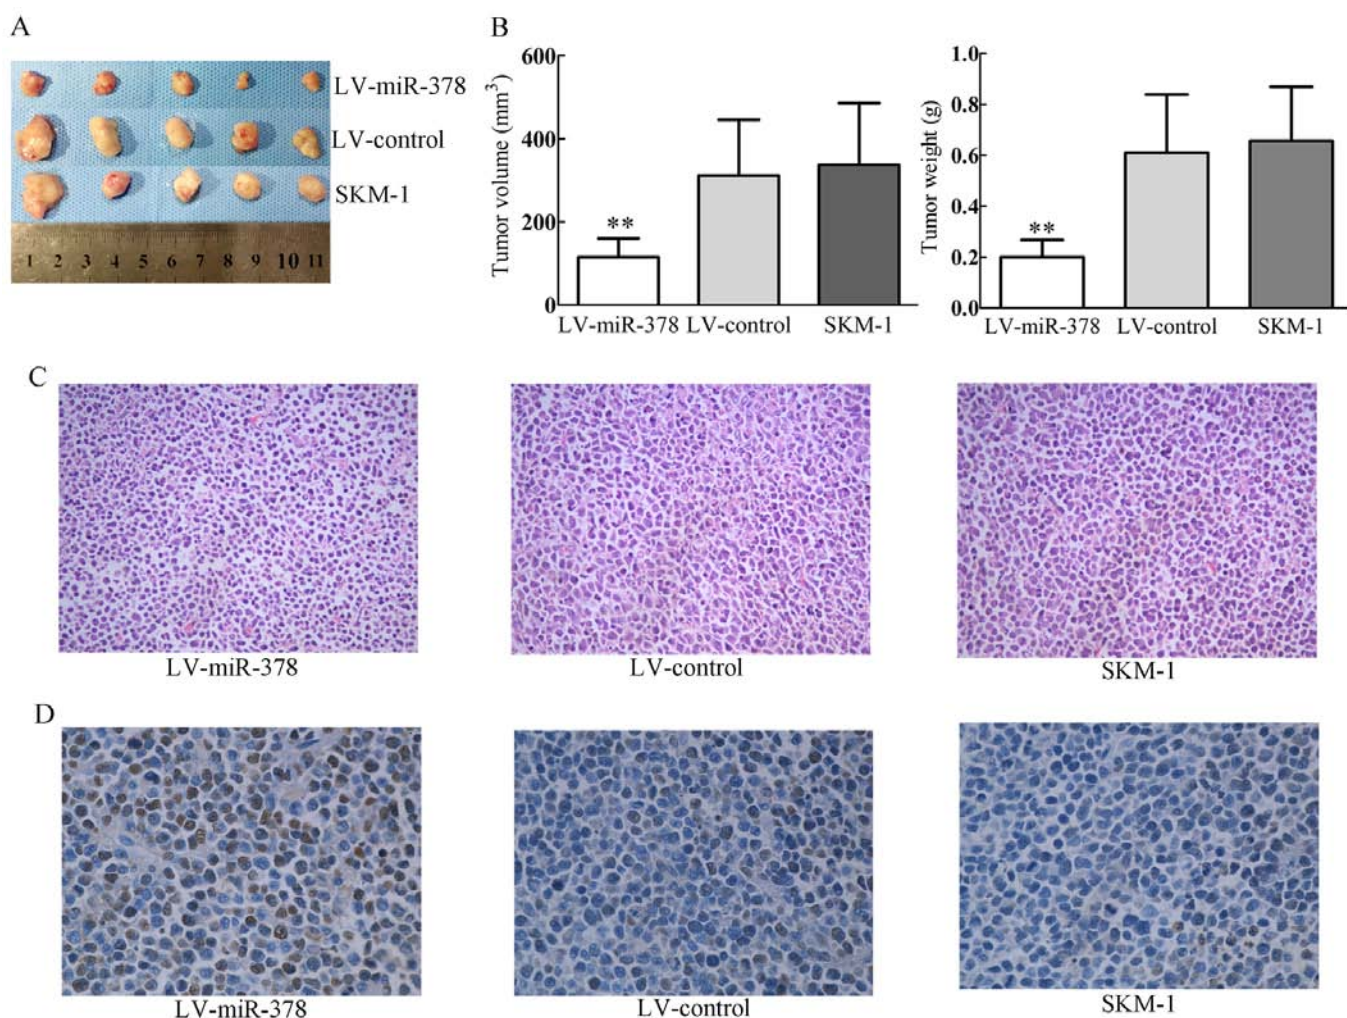 A
LV-miR-378
LV-control
SKM-1
1 2 3 4 5 6 7 8 9 10 11
B
Tumor volume (mm³)
600
400
200
0
**
LV-miR-378 LV-control SKM-1
Tumor weight (g)
1.0
0.8
0.6
0.4
0.2
0.0
**
LV-miR-378 LV-control SKM-1
C
LV-miR-378 LV-control SKM-1
D
LV-miR-378 LV-control SKM-1